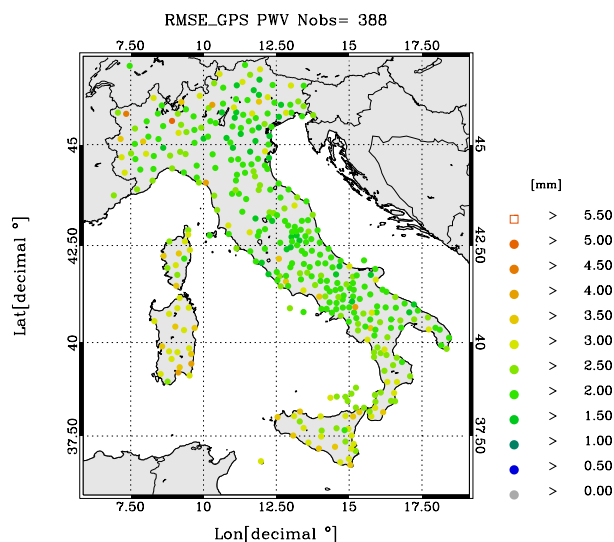 RMSE_GPS PWV Nobs= 388
7.50 10 12.50 15 17.50
45 45
42.50 42.50
40 40
37.50 37.50
7.50 10 12.50 15 17.50
Lon[decimal °]
Lat[decimal °]
[mm]
> 5.50
> 5.00
> 4.50
> 4.00
> 3.50
> 3.00
> 2.50
> 2.00
> 1.50
> 1.00
> 0.50
> 0.00